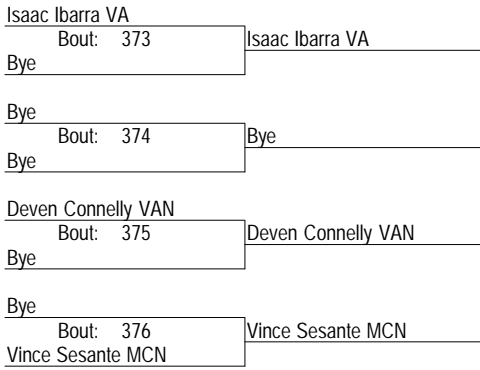 Isaac Ibarra VA
Bout: 373
Isaac Ibarra VA
Bye
Bye
Bout: 374
Bye
Bye
Deven Connelly VAN
Bout: 375
Deven Connelly VAN
Bye
Bye
Bout: 376
Vince Sesante MCN
Vince Sesante MCN